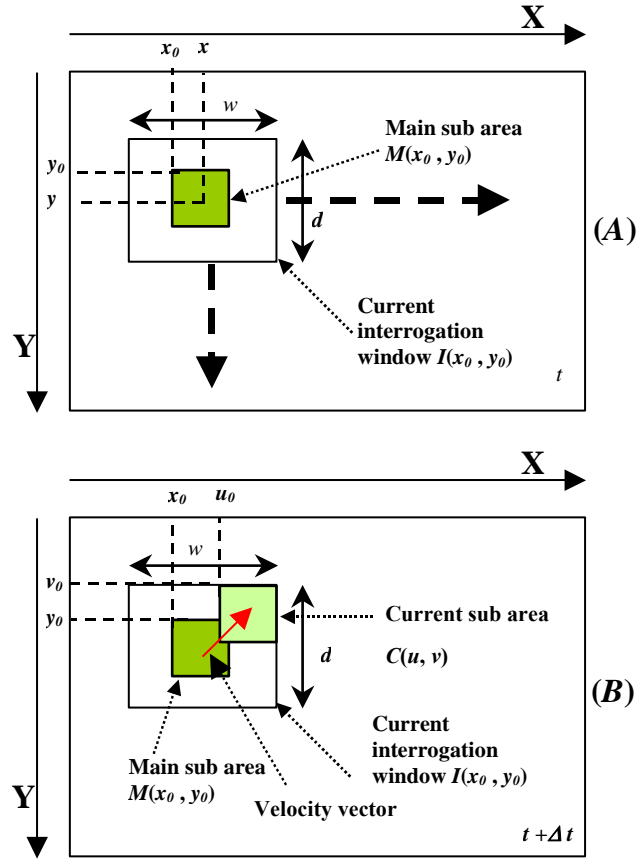 X
x₀ x
w
Main sub area
M(x₀ , y₀)
y₀
y
d
(A)
Current
interrogation
window I(x₀ , y₀)
Y
t
X
x₀ u₀
w
v₀
y₀
Current sub area
d
C(u, v)
(B)
Current
interrogation
window I(x₀ , y₀)
Main sub area
M(x₀ , y₀)
Velocity vector
Y
t +Δ t